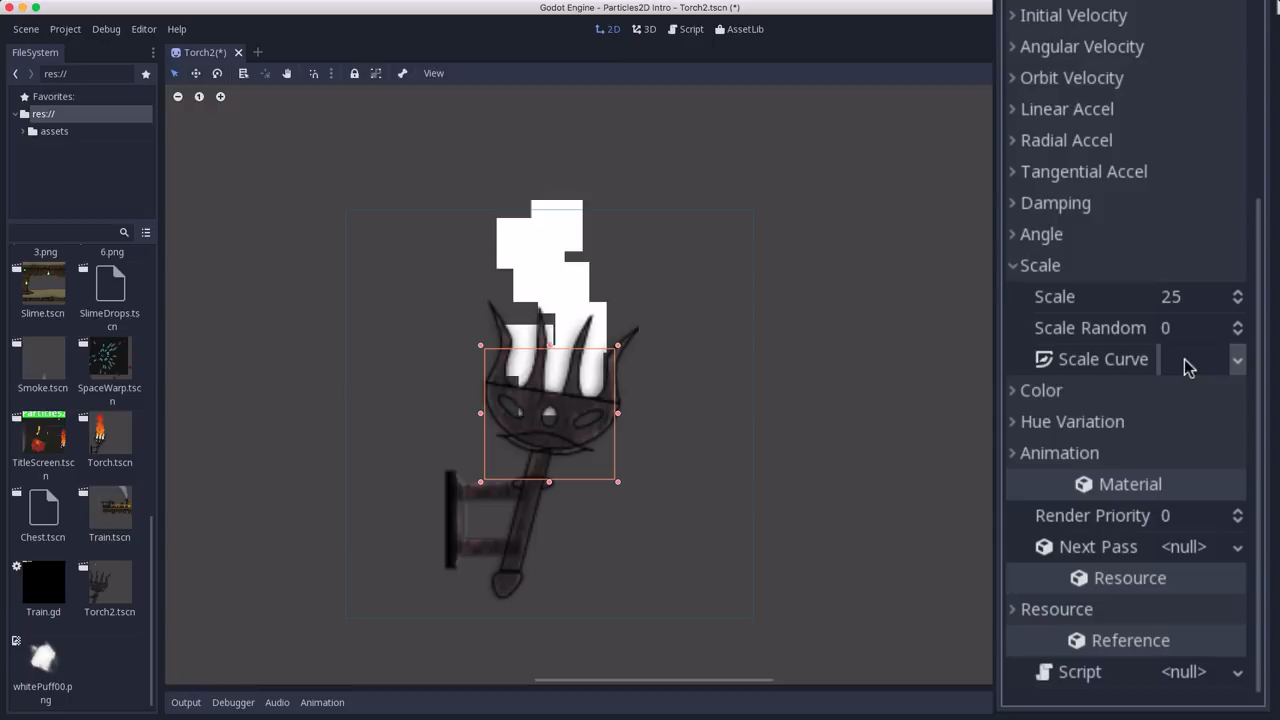 Godot Engine - Particles2D Intro - Torch2.tscn (*)
Scene Project Debug Editor Help
2D 3D Script AssetLib
FileSystem
Torch2(*)
res://
View
Favorites:
res://
assets
3.png 6.png
Slime.tscn
SlimeDrops.tscn
Smoke.tscn
SpaceWarp.tscn
Particles
TitleScreen.tscn
Torch.tscn
Chest.tscn
Train.tscn
Train.gd
Torch2.tscn
whitePuff00.png
Output Debugger Audio Animation
Initial Velocity
Angular Velocity
Orbit Velocity
Linear Accel
Radial Accel
Tangential Accel
Damping
Angle
Scale
Scale 25
Scale Random 0
Scale Curve
Color
Hue Variation
Animation
Material
Render Priority 0
Next Pass <null>
Resource
Resource
Reference
Script <null>